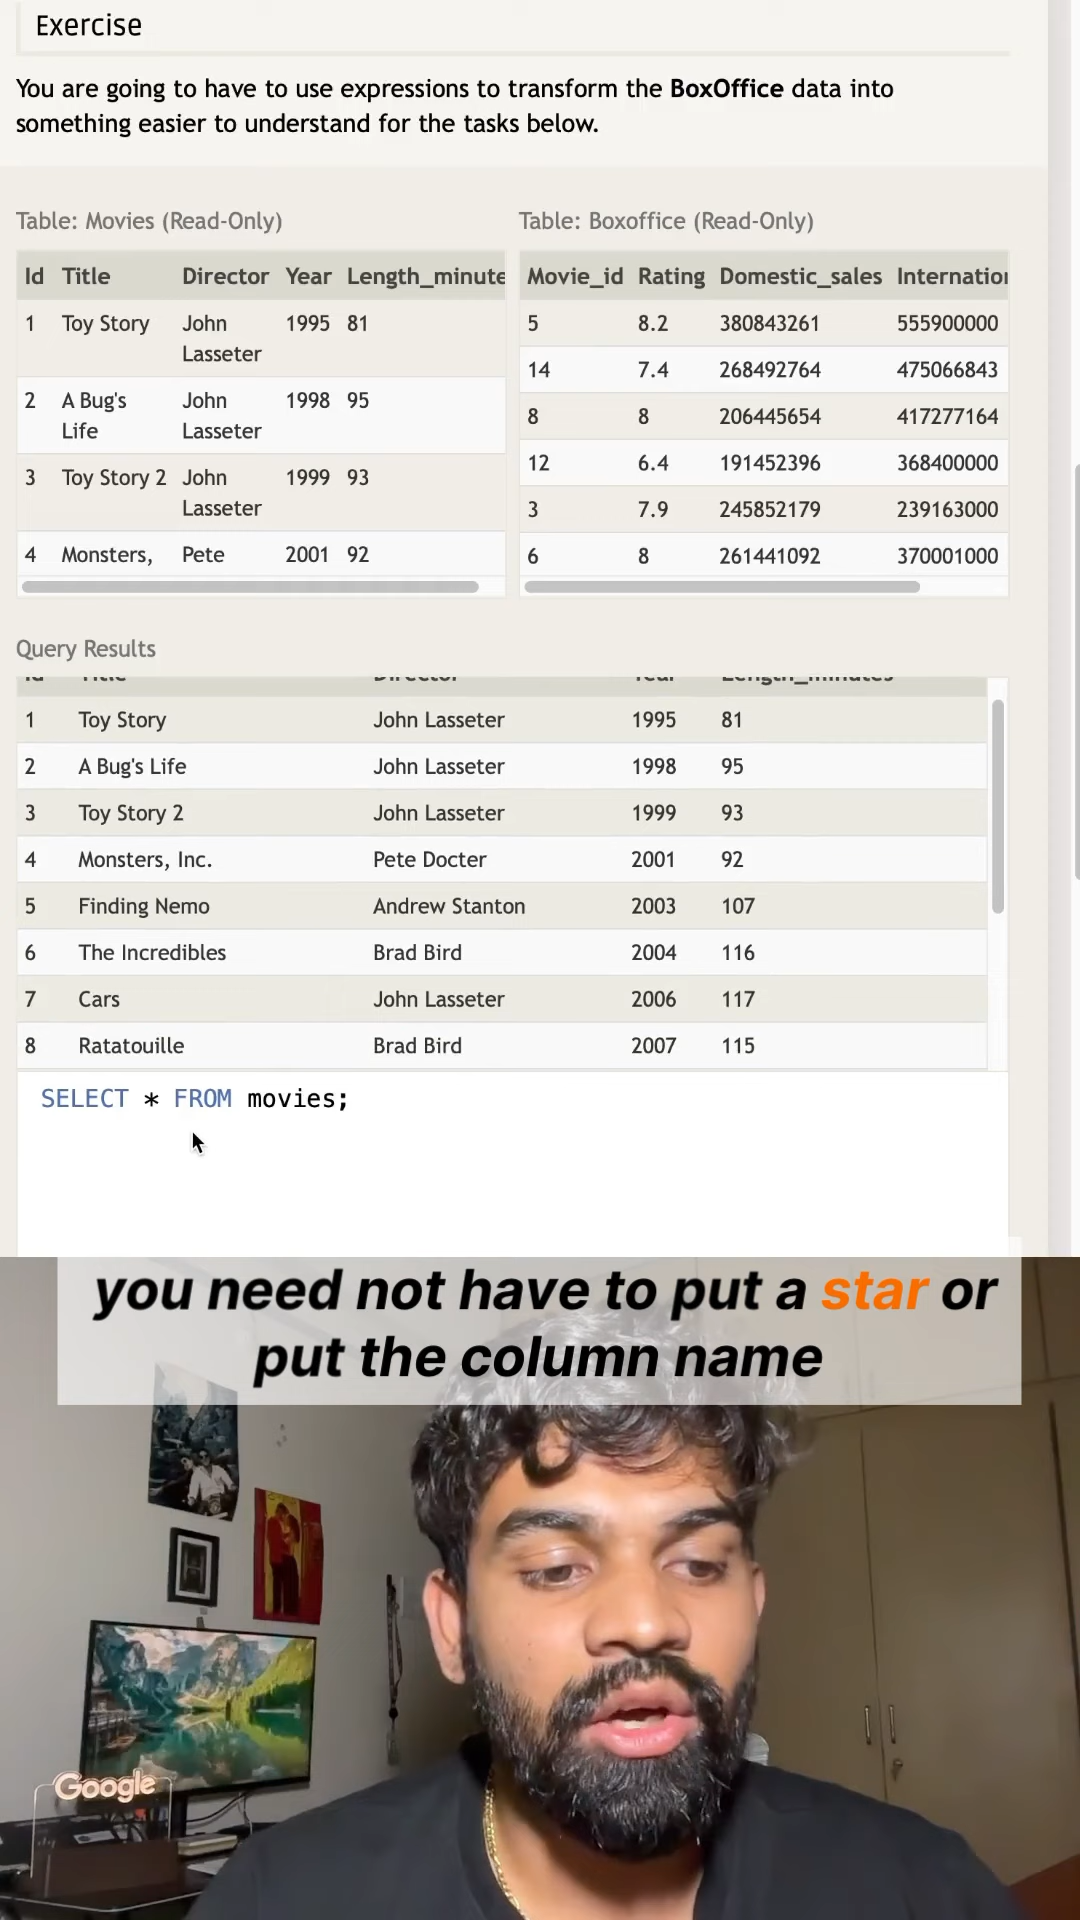 Exercise
You are going to have to use expressions to transform the BoxOffice data into
something easier to understand for the tasks below.
Table: Movies (Read-Only)
Id Title Director Year Length_minute
1 Toy Story John Lasseter 1995 81
2 A Bug's Life John Lasseter 1998 95
3 Toy Story 2 John Lasseter 1999 93
4 Monsters, Pete 2001 92
Table: Boxoffice (Read-Only)
Movie_id Rating Domestic_sales Internation
5 8.2 380843261 555900000
14 7.4 268492764 475066843
8 8 206445654 417277164
12 6.4 191452396 368400000
3 7.9 245852179 239163000
6 8 261441092 370001000
Query Results
Id Title Director Year Length_minutes
1 Toy Story John Lasseter 1995 81
2 A Bug's Life John Lasseter 1998 95
3 Toy Story 2 John Lasseter 1999 93
4 Monsters, Inc. Pete Docter 2001 92
5 Finding Nemo Andrew Stanton 2003 107
6 The Incredibles Brad Bird 2004 116
7 Cars John Lasseter 2006 117
8 Ratatouille Brad Bird 2007 115
SELECT * FROM movies;
you need not have to put a star or
put the column name
Google